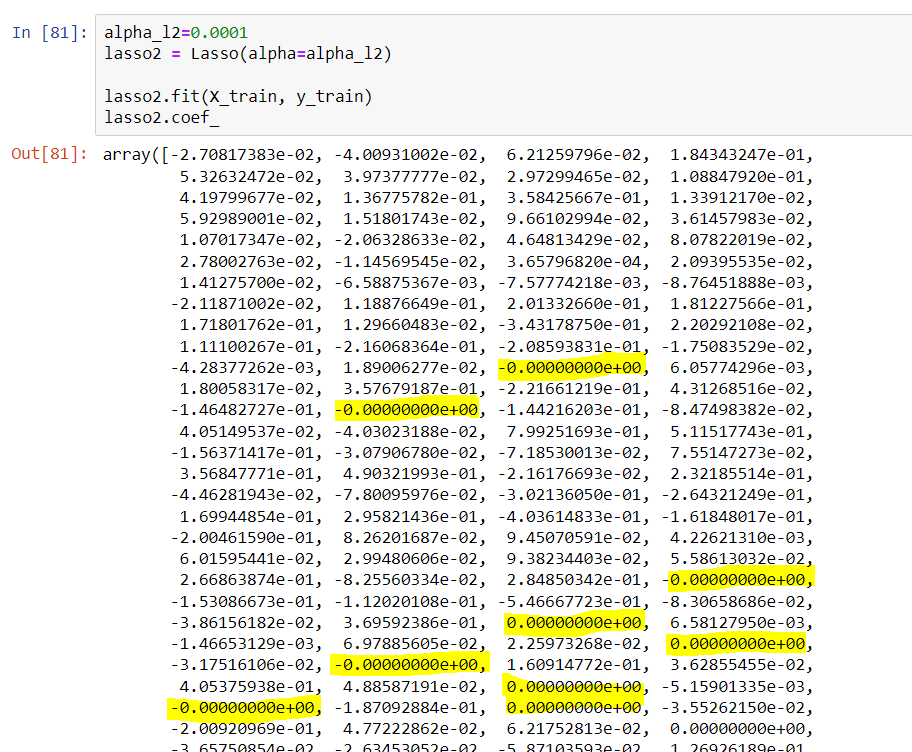 In [81]: alpha_l2=0.0001
lasso2 = Lasso(alpha=alpha_l2)
lasso2.fit(X_train, y_train)
lasso2.coef_
Out[81]: array([-2.70817383e-02, -4.00931002e-02, 6.21259796e-02, 1.84343247e-01,
5.32632472e-02, 3.97377777e-02, 2.97299465e-02, 1.08847920e-01,
4.19799677e-02, 1.36775782e-01, 3.58425667e-01, 1.33912170e-02,
5.92989001e-02, 1.51801743e-02, 9.66102994e-02, 3.61457983e-02,
1.07017347e-02, -2.06328633e-02, 4.64813429e-02, 8.07822019e-02,
2.78002763e-02, -1.14569545e-02, 3.65796820e-04, 2.09395535e-02,
1.41275700e-02, -6.58875367e-03, -7.57774218e-03, -8.76451888e-03,
-2.11871002e-02, 1.18876649e-01, 2.01332660e-01, 1.81227566e-01,
1.71801762e-01, 1.29660483e-02, -3.43178750e-01, 2.20292108e-02,
1.11100267e-01, -2.16068364e-01, -2.08593831e-01, -1.75083529e-02,
-4.28377262e-03, 1.89006277e-02, -0.00000000e+00, 6.05774296e-03,
1.80058317e-02, 3.57679187e-01, -2.21661219e-01, 4.31268516e-02,
-1.46482727e-01, -0.00000000e+00, -1.44216203e-01, -8.47498382e-02,
4.05149537e-02, -4.03023188e-02, 7.99251693e-01, 5.11517743e-01,
-1.56371417e-01, -3.07906780e-02, -7.18530013e-02, 7.55147273e-02,
3.56847771e-01, 4.90321993e-01, -2.16176693e-02, 2.32185514e-01,
-4.46281943e-02, -7.80095976e-02, -3.02136050e-01, -2.64321249e-01,
1.69944854e-01, 2.95821436e-01, -4.03614833e-01, -1.61848017e-01,
-2.00461590e-01, 8.26201687e-02, 9.45070591e-02, 4.22621310e-03,
6.01595441e-02, 2.99480606e-02, 9.38234403e-02, 5.58613032e-02,
2.66863874e-01, -8.25560334e-02, 2.84850342e-01, -0.00000000e+00,
-1.53086673e-01, -1.12020108e-01, -5.46667723e-01, -8.30658686e-02,
-3.86156182e-02, 3.69592386e-01, 0.00000000e+00, 6.58127950e-03,
-1.46653129e-03, 6.97885605e-02, 2.25973268e-02, 0.00000000e+00,
-3.17516106e-02, -0.00000000e+00, 1.60914772e-01, 3.62855455e-02,
4.05375938e-01, 4.88587191e-02, 0.00000000e+00, -5.15901335e-03,
-0.00000000e+00, -1.87092884e-01, 0.00000000e+00, -3.55262150e-02,
-2.00920969e-01, 4.77222862e-02, 6.21752813e-02, 0.00000000e+00,
-3.65750854e-02, -2.63453052e-02, -5.87103593e-02, 1.26926189e-01,